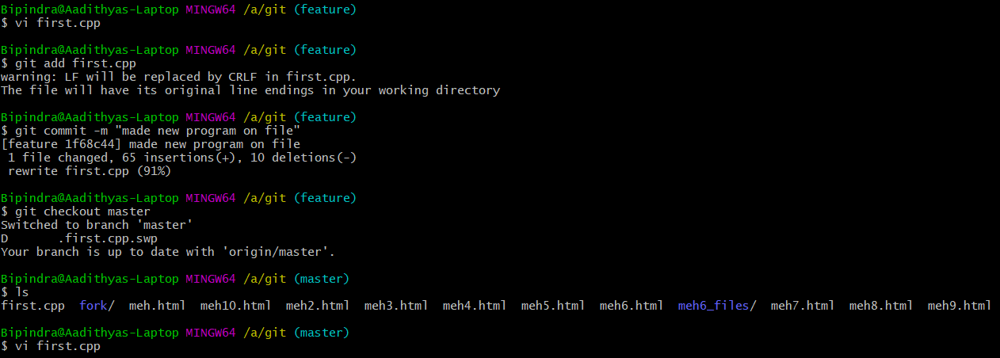 Bipindra@Aadithyas-Laptop MINGW64 /a/git (feature)
$ vi first.cpp
Bipindra@Aadithyas-Laptop MINGW64 /a/git (feature)
$ git add first.cpp
warning: LF will be replaced by CRLF in first.cpp.
The file will have its original line endings in your working directory
Bipindra@Aadithyas-Laptop MINGW64 /a/git (feature)
$ git commit -m "made new program on file"
[feature 1f68c44] made new program on file
 1 file changed, 65 insertions(+), 10 deletions(-)
 rewrite first.cpp (91%)
Bipindra@Aadithyas-Laptop MINGW64 /a/git (feature)
$ git checkout master
Switched to branch 'master'
D       .first.cpp.swp
Your branch is up to date with 'origin/master'.
Bipindra@Aadithyas-Laptop MINGW64 /a/git (master)
$ ls
first.cpp  fork/  meh.html  meh10.html  meh2.html  meh3.html  meh4.html  meh5.html  meh6.html  meh6_files/  meh7.html  meh8.html  meh9.html
Bipindra@Aadithyas-Laptop MINGW64 /a/git (master)
$ vi first.cpp